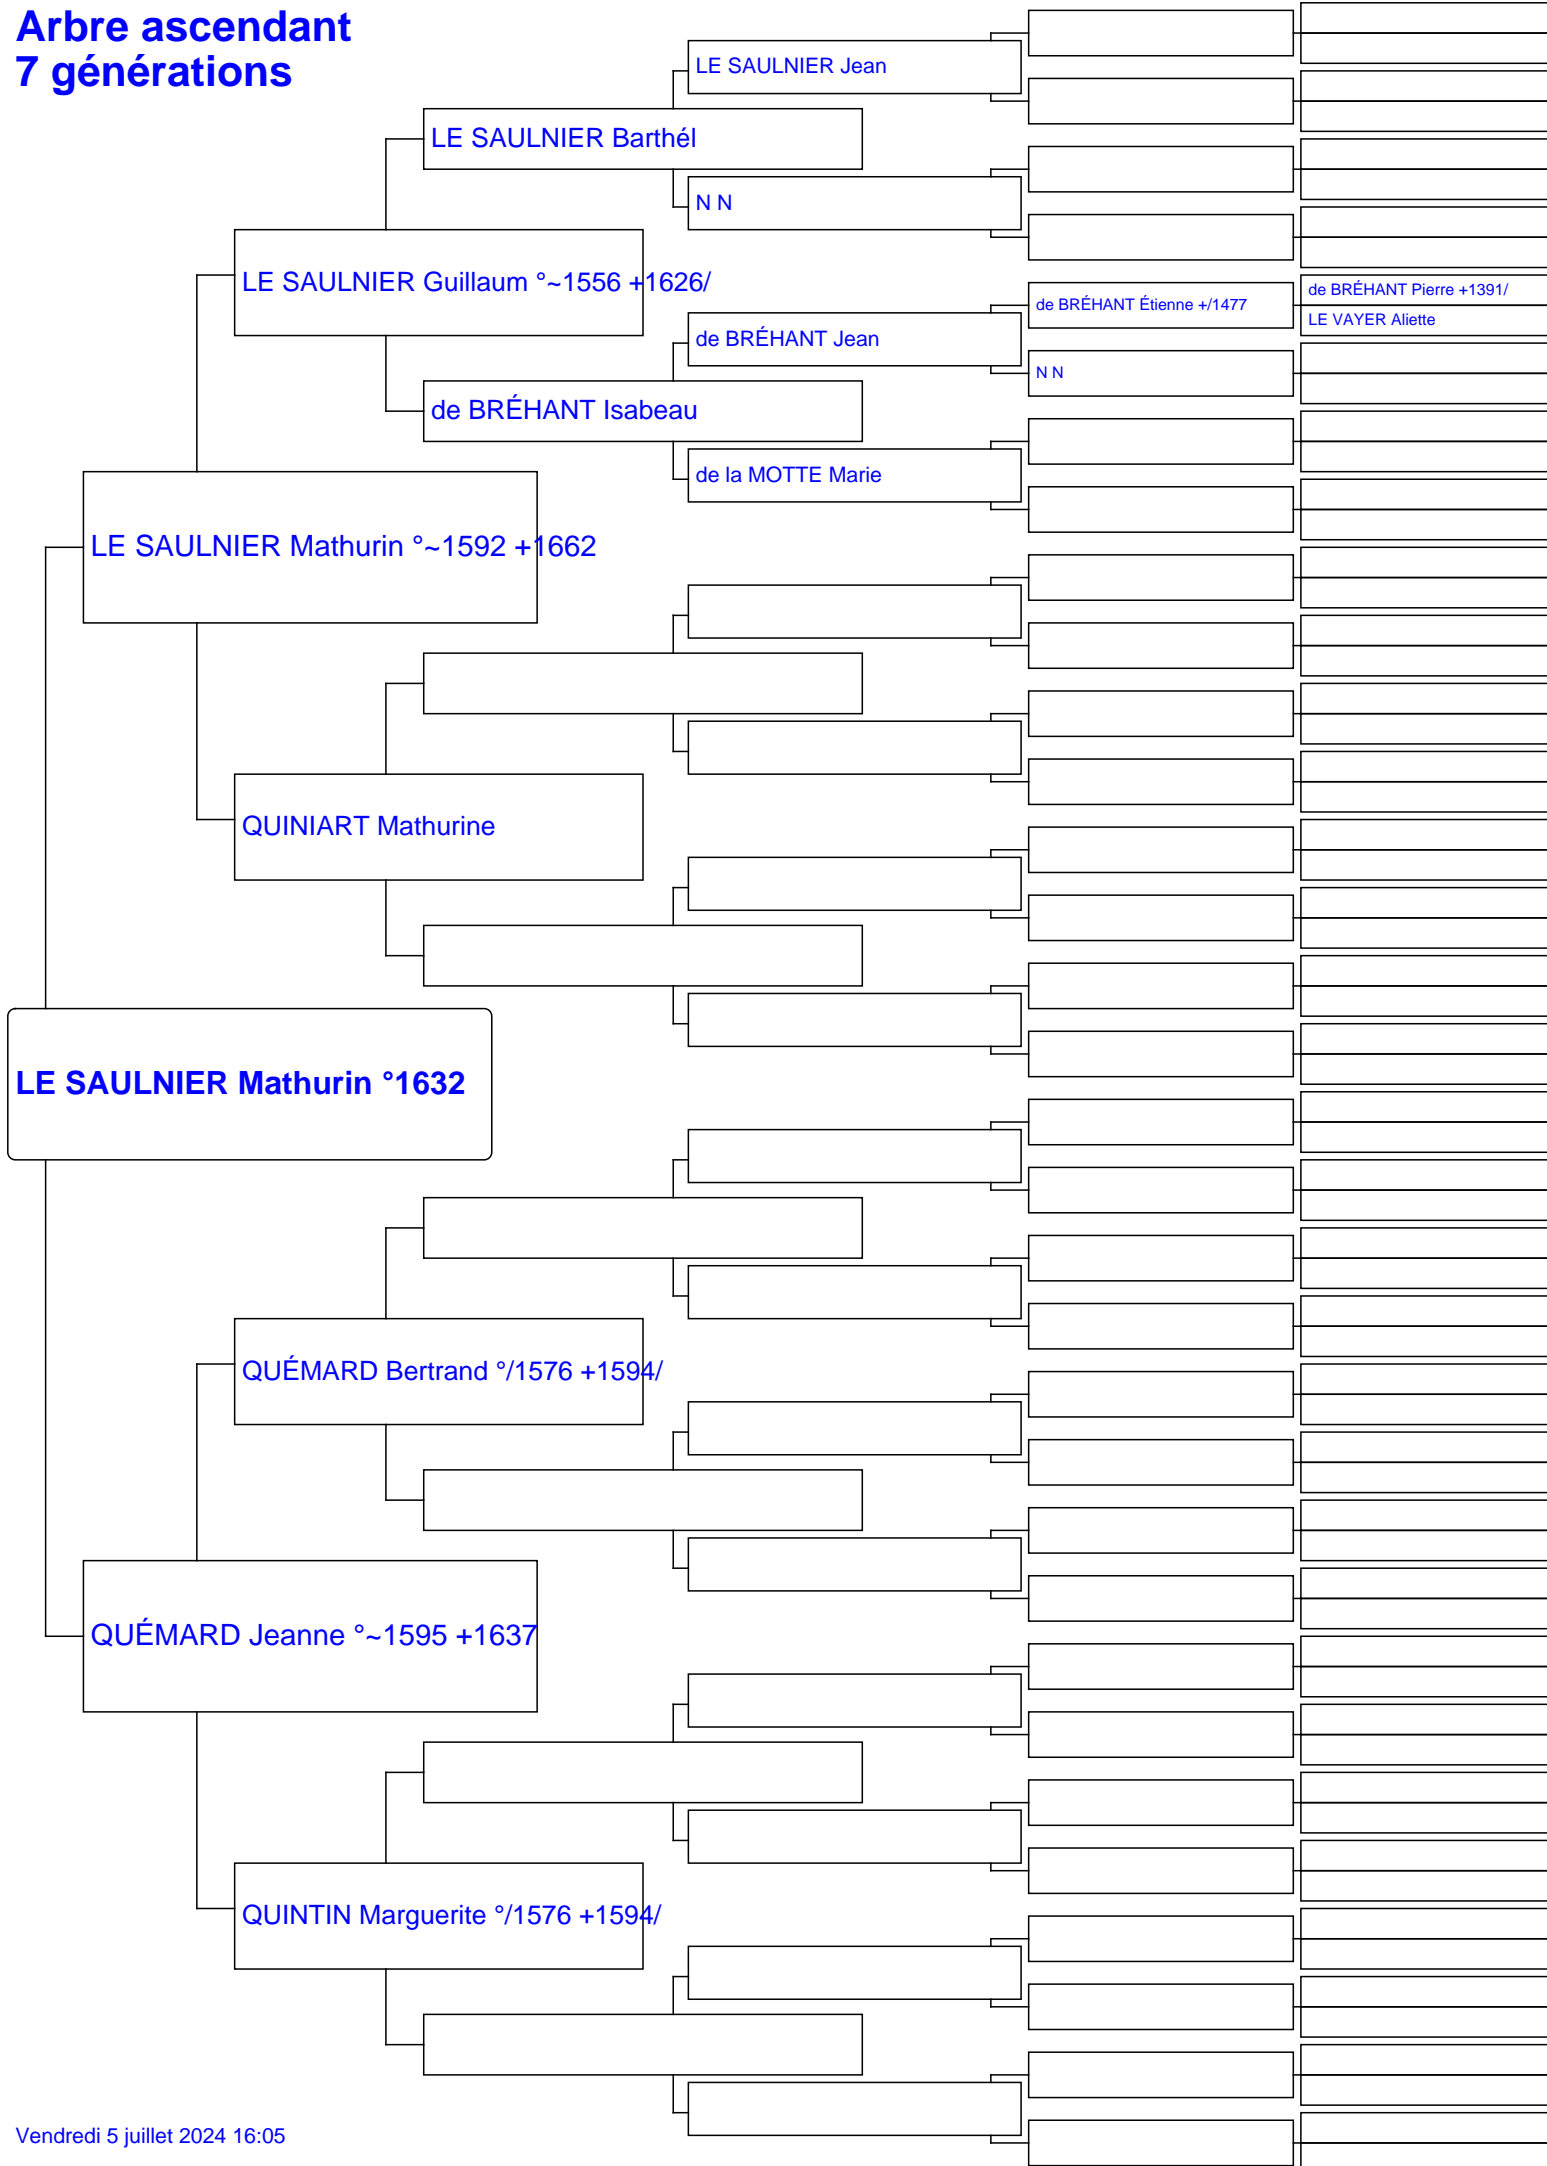 Arbre ascendant
7 générations
LE SAULNIER Jean
LE SAULNIER Barthél
N N
LE SAULNIER Guillaum °~1556 +1626/
de BRÉHANT Pierre +1391/
de BRÉHANT Étienne +/1477
LE VAYER Aliette
de BRÉHANT Jean
N N
de BRÉHANT Isabeau
de la MOTTE Marie
LE SAULNIER Mathurin °~1592 +1662
QUINIART Mathurine
LE SAULNIER Mathurin °1632
QUÉMARD Bertrand °/1576 +1594/
QUÉMARD Jeanne °~1595 +1637
QUINTIN Marguerite °/1576 +1594/
Vendredi 5 juillet 2024 16:05